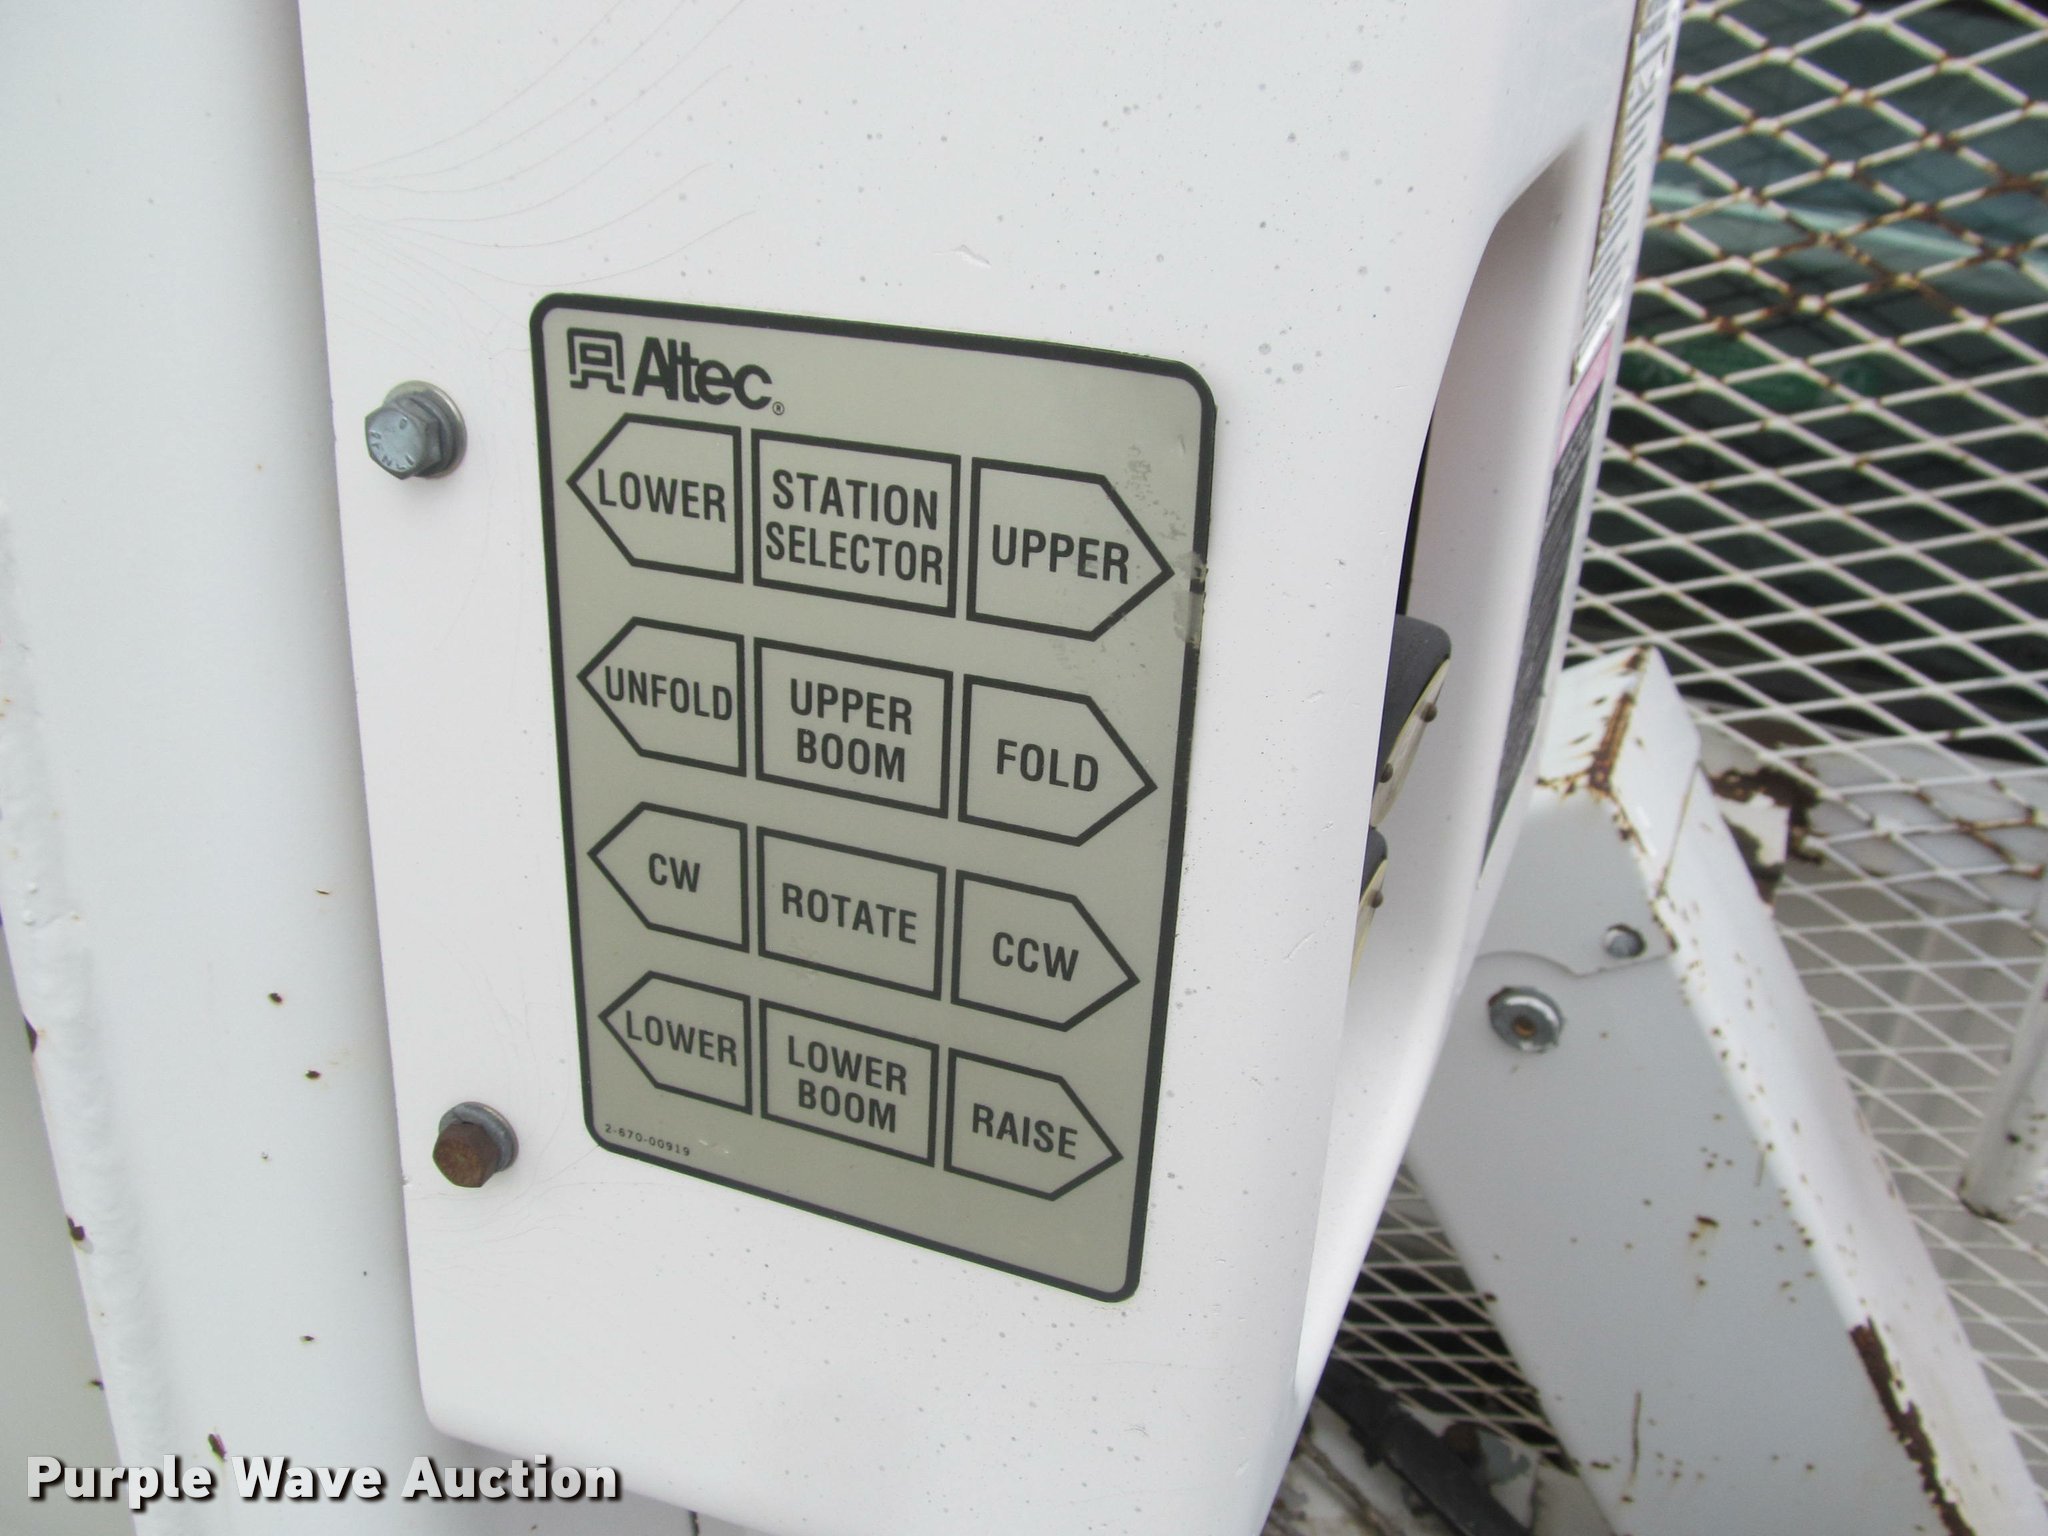 Altec®
LOWER
STATION
SELECTOR
UPPER
UNFOLD
UPPER
BOOM
FOLD
CW
ROTATE
CCW
LOWER
LOWER
BOOM
RAISE
2-670-00919
Purple Wave Auction